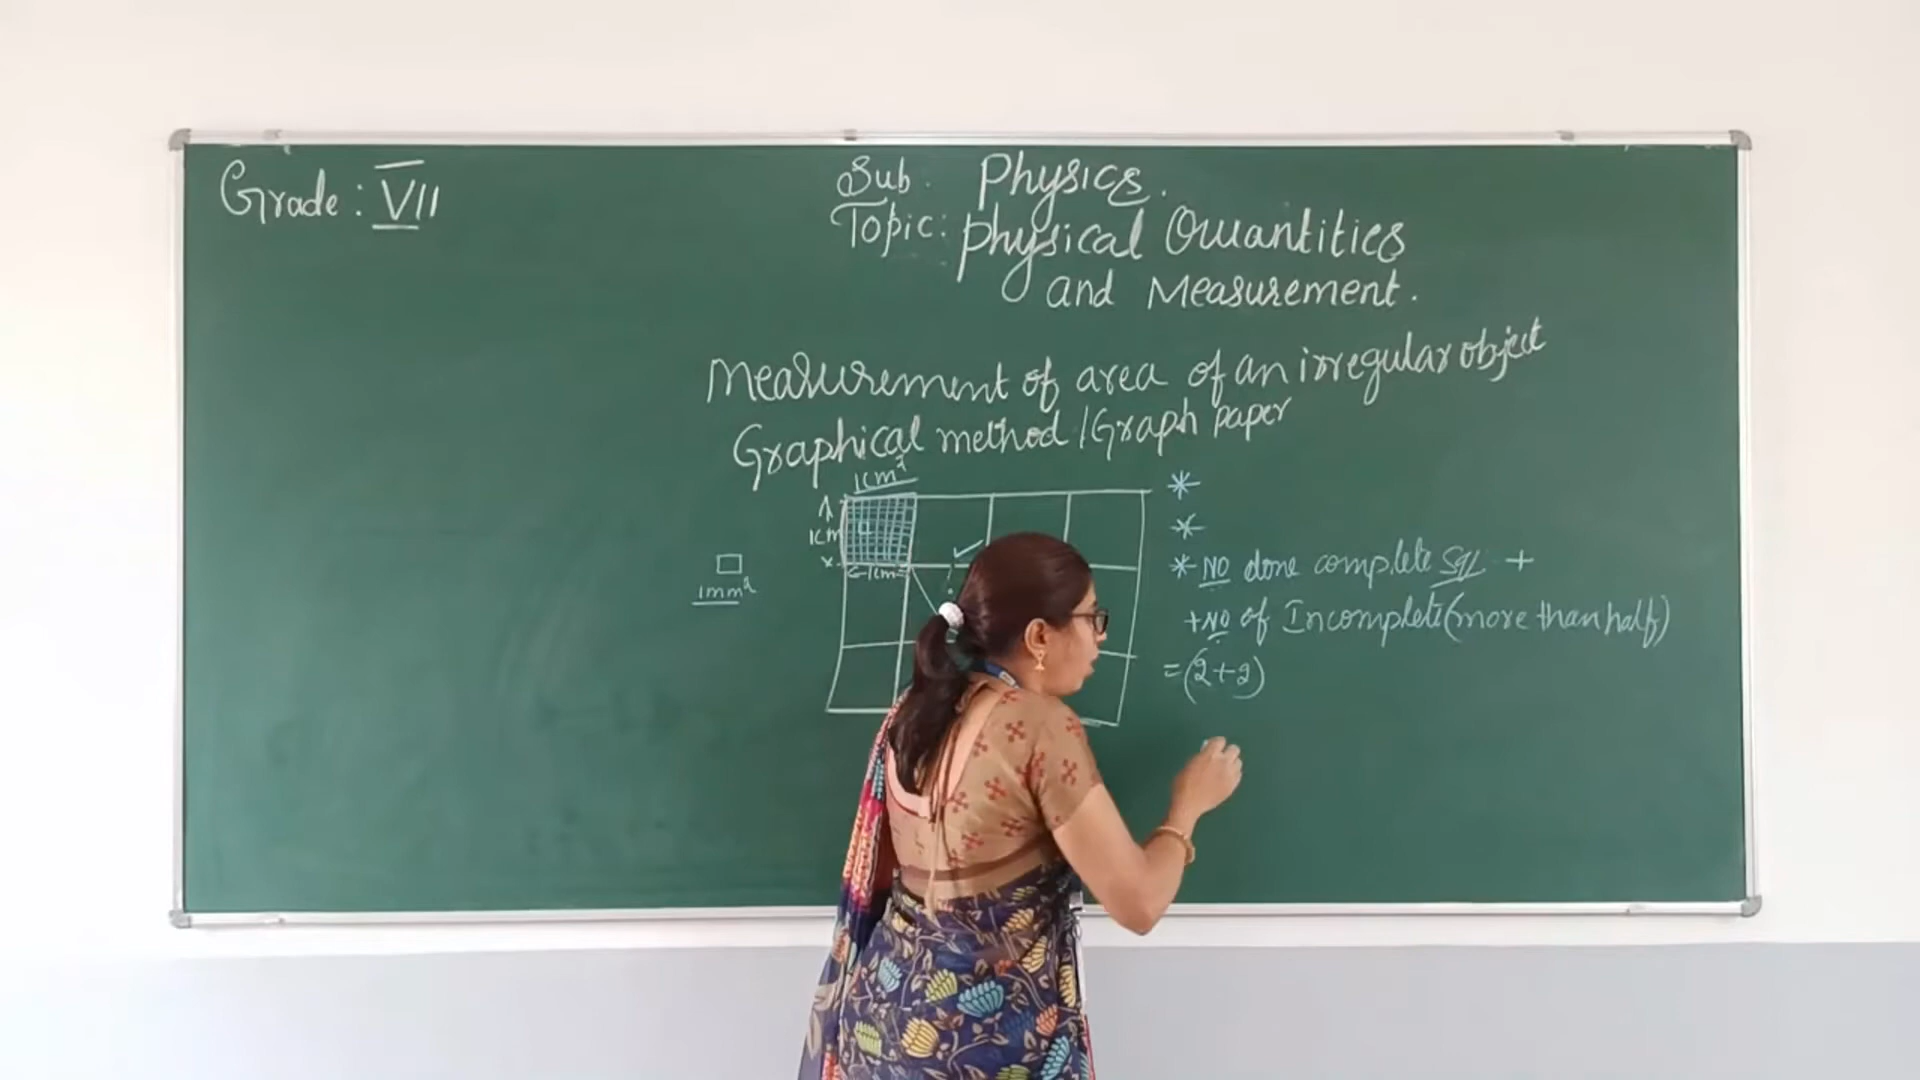 Grade : VII
Sub. Physics.
Topic: physical Quantities
and Measurement.
Measurement of area of an irregular object
Graphical method / Graph paper
1cm²
1cm
1cm
1mm²
* 
*
* NO done complete Sq. +
+ NO of Incomplete (more than half)
= (2+2)